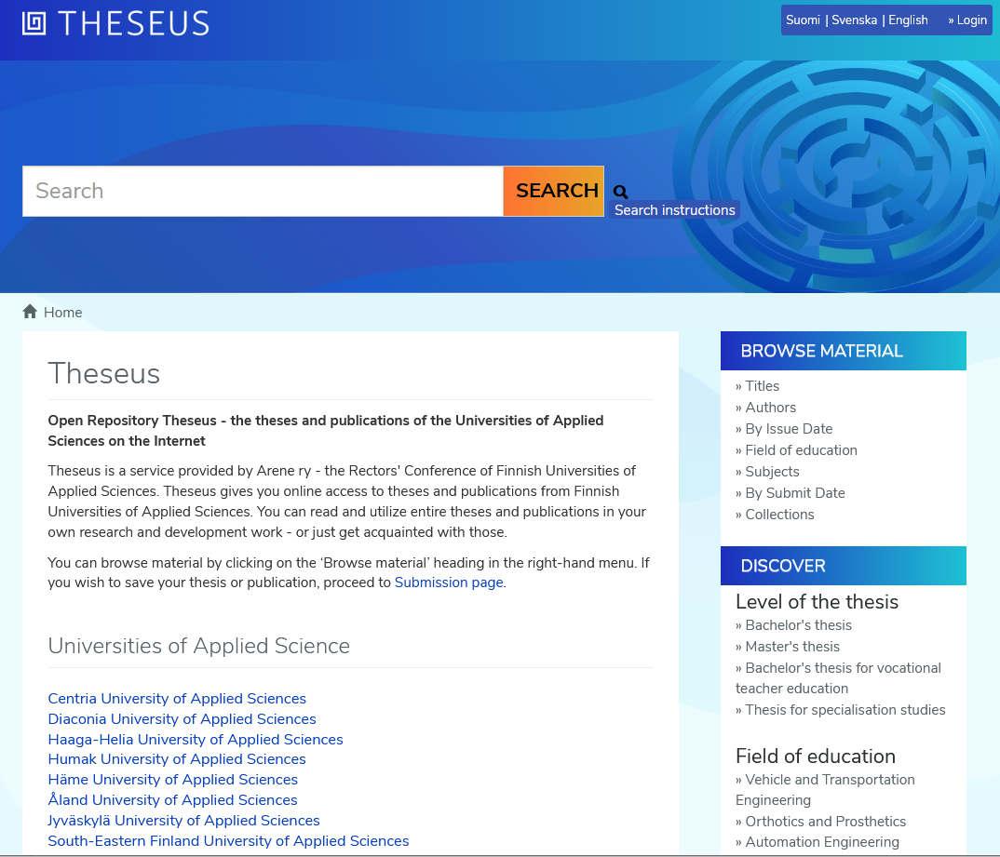 THESEUS
Suomi | Svenska | English » Login
Search
SEARCH
Search instructions
Home
Theseus
Open Repository Theseus - the theses and publications of the Universities of Applied
Sciences on the Internet
Theseus is a service provided by Arene ry - the Rectors' Conference of Finnish Universities of
Applied Sciences. Theseus gives you online access to theses and publications from Finnish
Universities of Applied Sciences. You can read and utilize entire theses and publications in your
own research and development work - or just get acquainted with those.
You can browse material by clicking on the ‘Browse material’ heading in the right-hand menu. If
you wish to save your thesis or publication, proceed to Submission page.
Universities of Applied Science
Centria University of Applied Sciences
Diaconia University of Applied Sciences
Haaga-Helia University of Applied Sciences
Humak University of Applied Sciences
Häme University of Applied Sciences
Åland University of Applied Sciences
Jyväskylä University of Applied Sciences
South-Eastern Finland University of Applied Sciences
BROWSE MATERIAL
» Titles
» Authors
» By Issue Date
» Field of education
» Subjects
» By Submit Date
» Collections
DISCOVER
Level of the thesis
» Bachelor's thesis
» Master's thesis
» Bachelor's thesis for vocational
teacher education
» Thesis for specialisation studies
Field of education
» Vehicle and Transportation
Engineering
» Orthotics and Prosthetics
» Automation Engineering